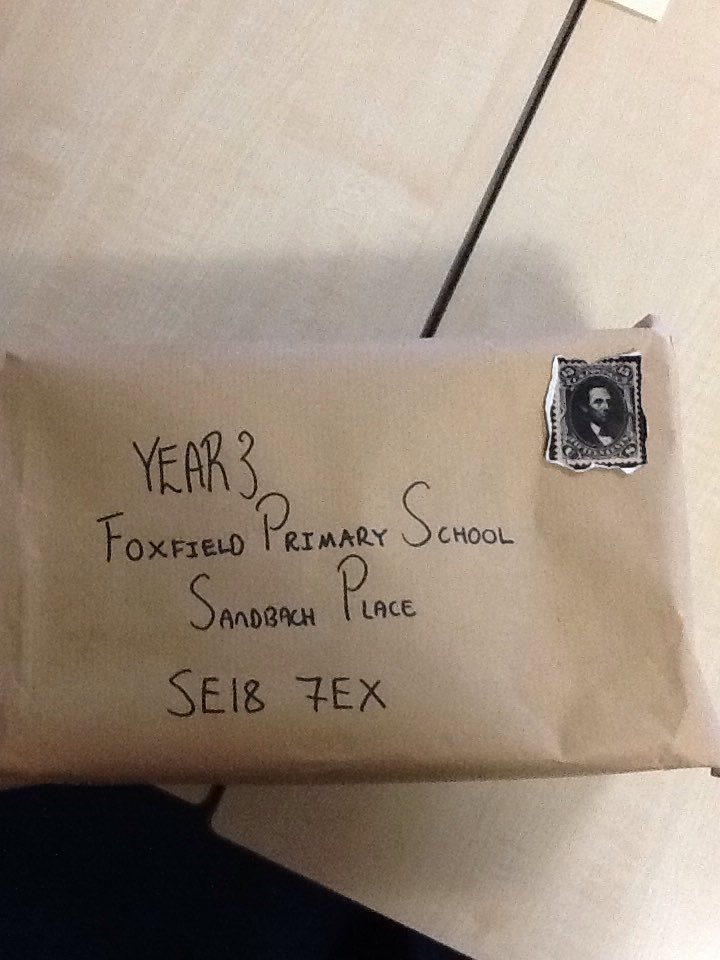 YEAR 3
FOXFIELD PRIMARY SCHOOL
SANDBACH PLACE
SE18 7EX